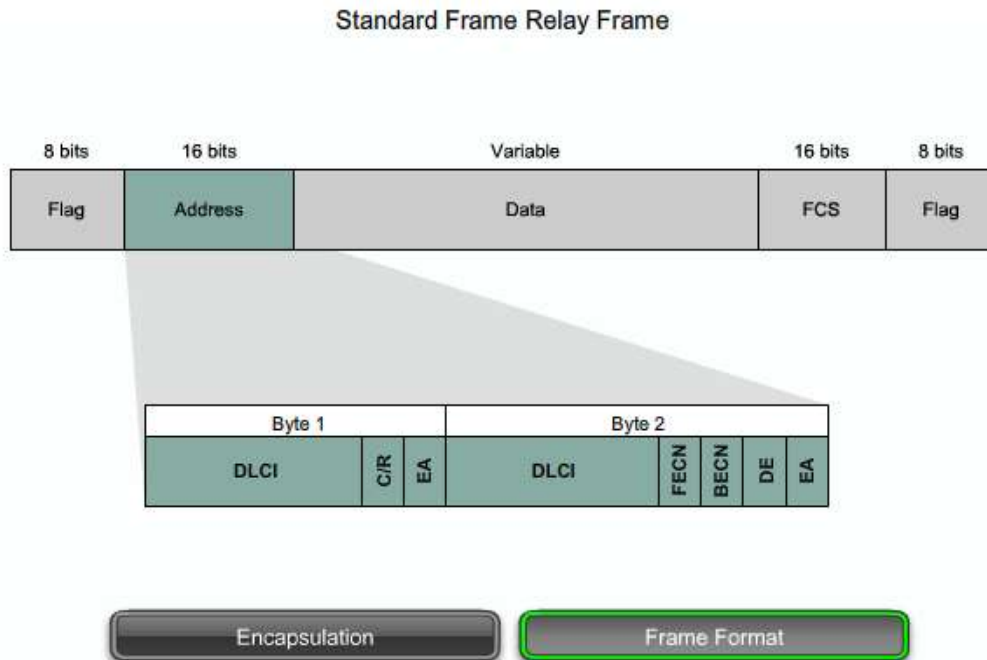 Standard Frame Relay Frame
8 bits 16 bits Variable 16 bits 8 bits
Flag Address Data FCS Flag
Byte 1 Byte 2
DLCI C/R EA DLCI FECN BECN DE EA
Encapsulation Frame Format